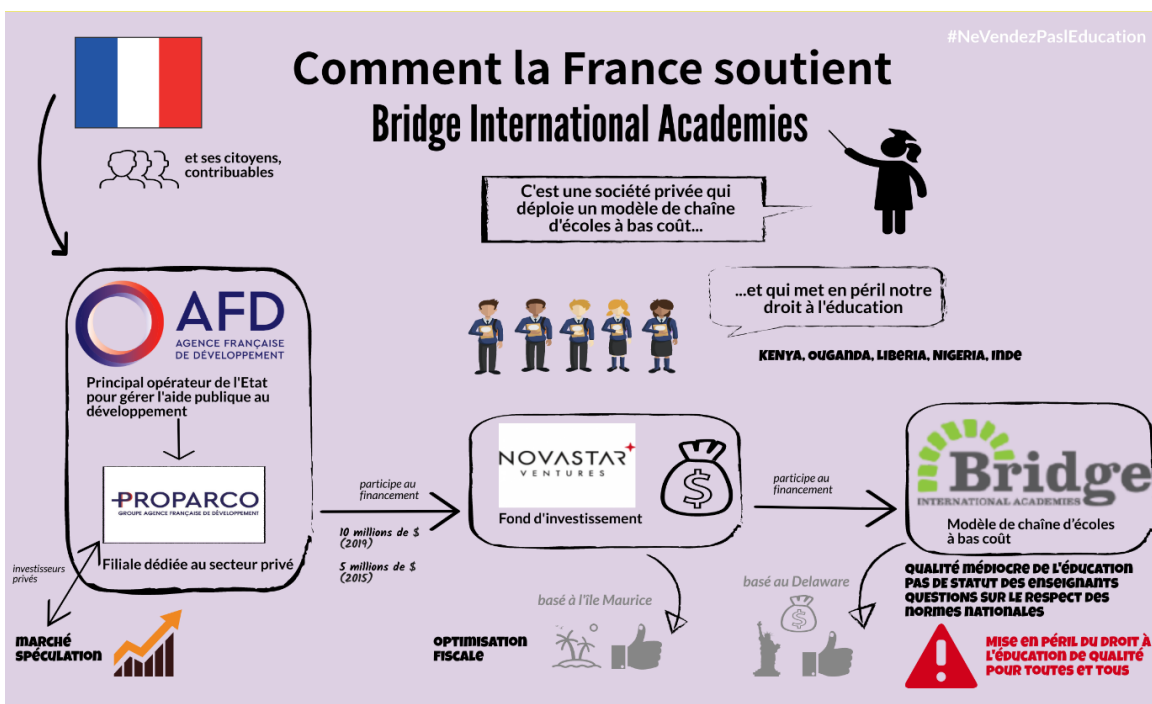 #NeVendezPaslEducation
Comment la France soutient
Bridge International Academies
et ses citoyens,
contribuables
C'est une société privée qui
déploie un modèle de chaîne
d'écoles à bas coût...
...et qui met en péril notre
droit à l'éducation
KENYA, OUGANDA, LIBERIA, NIGERIA, INDE
AFD
AGENCE FRANÇAISE
DE DÉVELOPPEMENT
Principal opérateur de l'Etat
pour gérer l'aide publique au
développement
PROPARCO
GROUPE AGENCE FRANÇAISE DE DÉVELOPPEMENT
Filiale dédiée au secteur privé
investisseurs
privés
MARCHÉ
SPÉCULATION
participe au
financement
10 millions de $
(2019)
5 millions de $
(2015)
NOVASTAR
VENTURES
Fond d'investissement
$
basé à l'île Maurice
OPTIMISATION
FISCALE
participe au
financement
basé au Delaware
$
Bridge
INTERNATIONAL ACADEMIES
Modèle de chaîne d'écoles
à bas coût
QUALITÉ MÉDIOCRE DE L'ÉDUCATION
PAS DE STATUT DES ENSEIGNANTS
QUESTIONS SUR LE RESPECT DES
NORMES NATIONALES
MISE EN PÉRIL DU DROIT À
L'ÉDUCATION DE QUALITÉ
POUR TOUTES ET TOUS